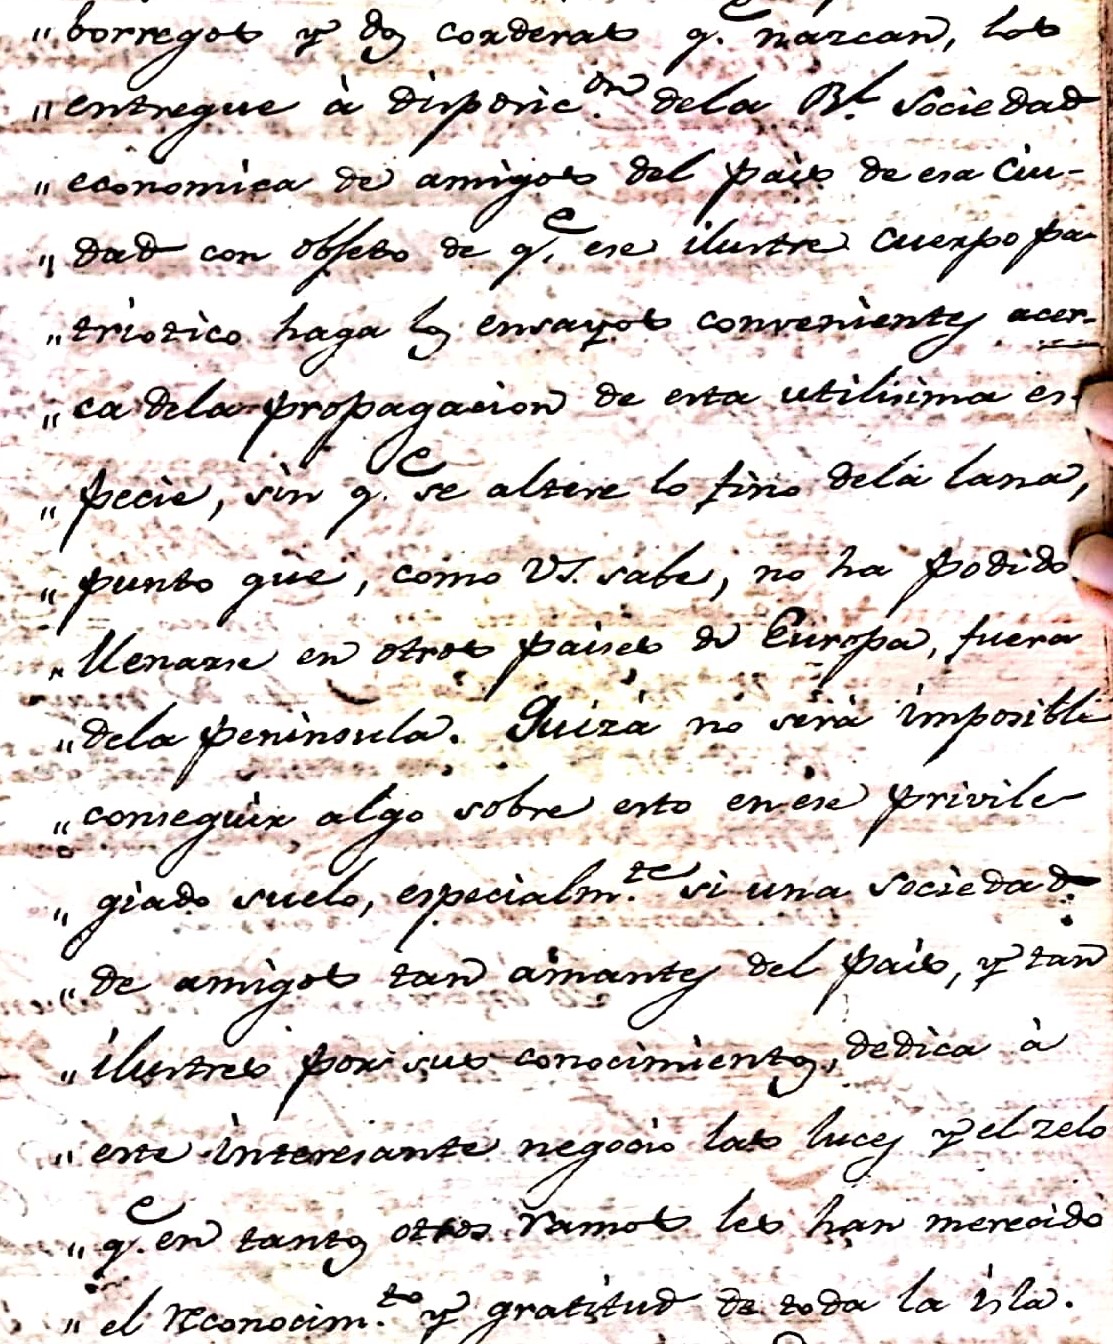 " borregos y dos corderas q.e nazcan, los
" entregue à disposic.on dela Rl. Sociedad
" economica de amigos del pais de esa Ciu-
" dad con objeto de q.e ese ilustre Cuerpo pa-
" triotico haga los ensayos convenientes acer-
" ca dela propagacion de esta utilisima es-
" pecie, sin q.e se altere lo fino dela lana,
" punto que, como VS. sabe, no ha podido
" llenarse en otros paises de Europa, fuera
" dela peninsula. Quizà no serà imposible
" conseguir algo sobre esto en ese privile-
" giado suelo, especialm.te si una Sociedad
" de amigos tan amantes del pais, y tan
" ilustres por sus conocimientos, dedica à
" este interesante negocio las luces y el zelo
" q.e en tantos otros ramos les han merecido
" el reconocim.to y gratitud de toda la isla.